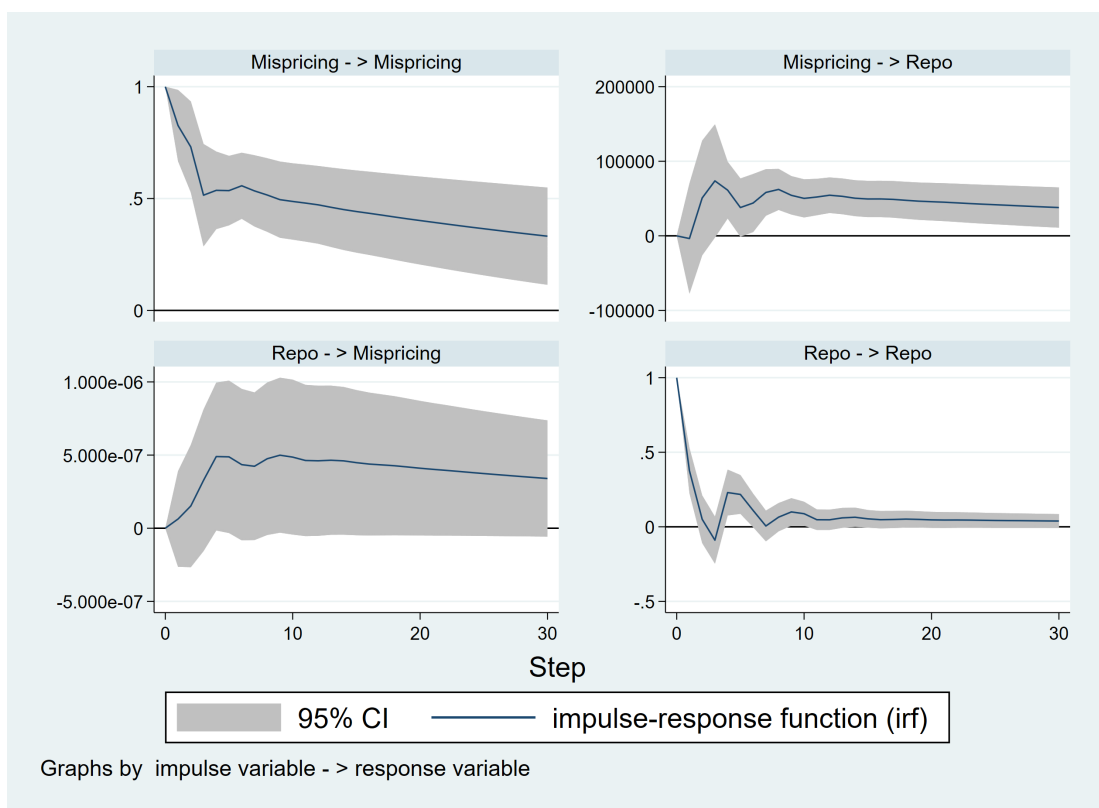 Mispricing - > Mispricing
1
.5
0
Mispricing - > Repo
200000
100000
0
-100000
Repo - > Mispricing
1.000e-06
5.000e-07
0
-5.000e-07
0 10 20 30
Repo - > Repo
1
.5
0
-.5
0 10 20 30
Step
95% CI impulse-response function (irf)
Graphs by impulse variable - > response variable